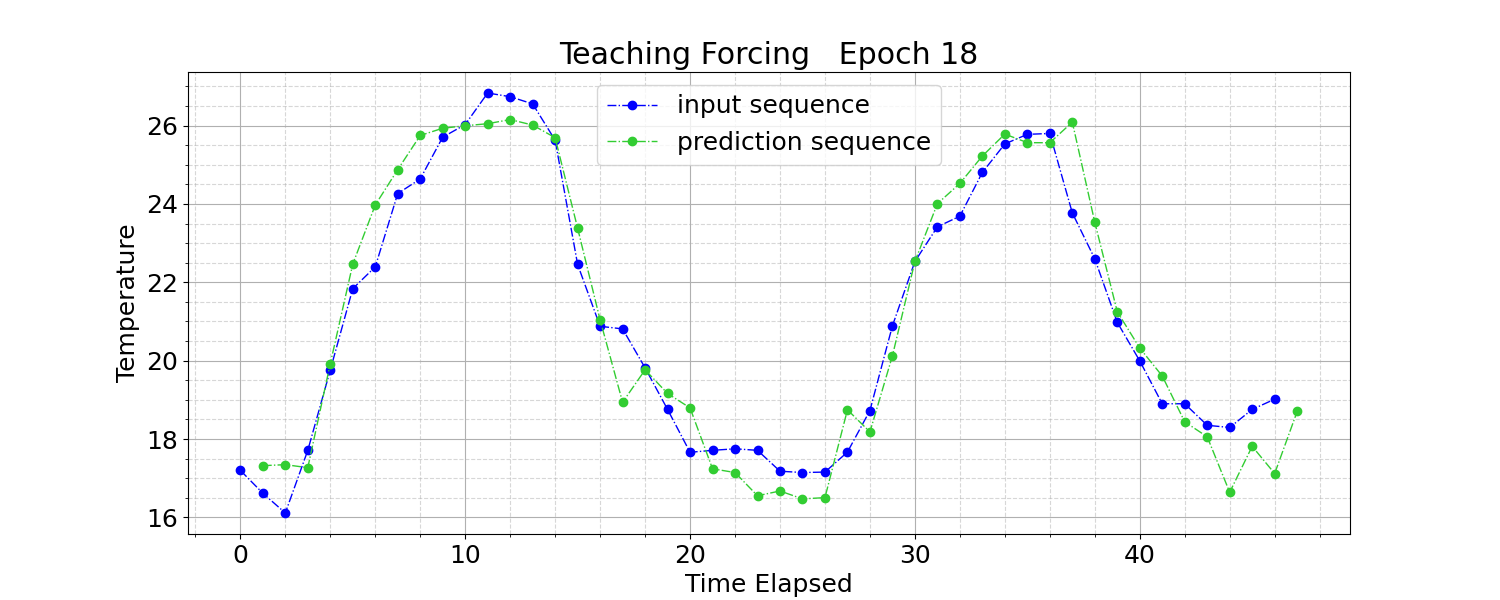 Teaching Forcing   Epoch 18
input sequence
prediction sequence
26
24
22
20
18
16
Temperature
0 10 20 30 40
Time Elapsed